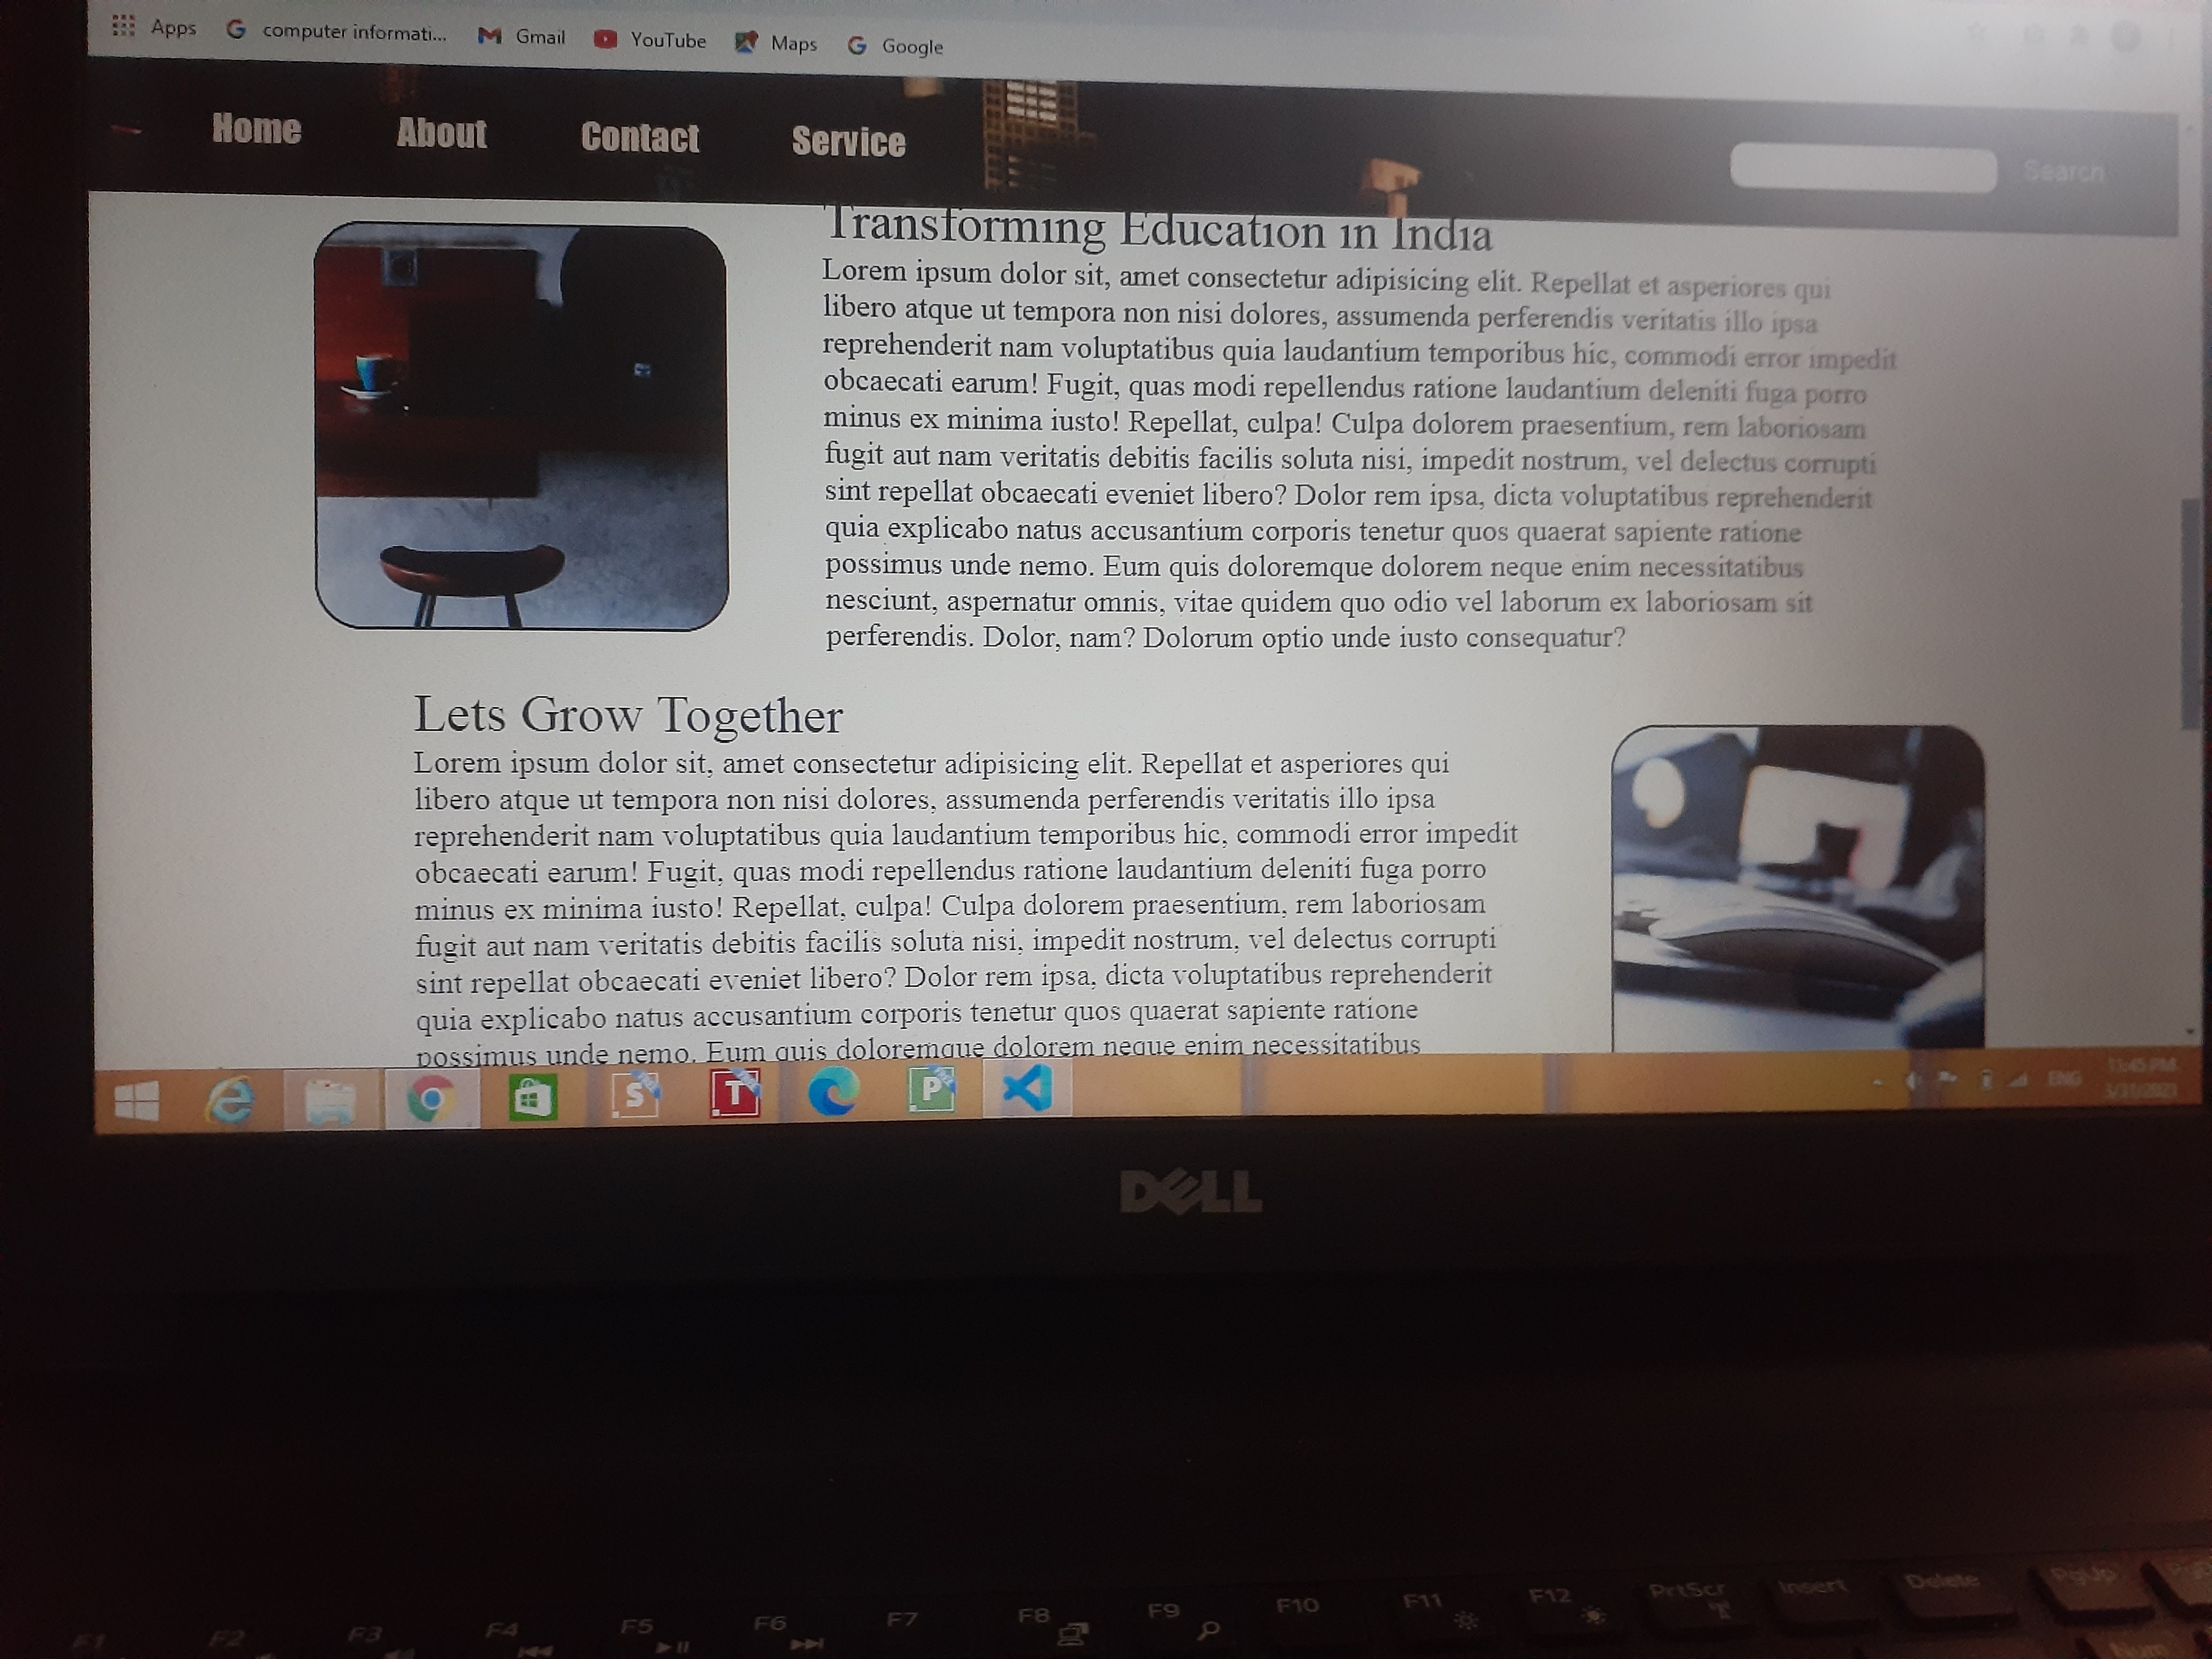 Apps computer informati... Gmail YouTube Maps Google
Home About Contact Service Search
Transforming Education in India
Lorem ipsum dolor sit, amet consectetur adipisicing elit. Repellat et asperiores qui
libero atque ut tempora non nisi dolores, assumenda perferendis veritatis illo ipsa
reprehenderit nam voluptatibus quia laudantium temporibus hic, commodi error impedit
obcaecati earum! Fugit, quas modi repellendus ratione laudantium deleniti fuga porro
minus ex minima iusto! Repellat, culpa! Culpa dolorem praesentium, rem laboriosam
fugit aut nam veritatis debitis facilis soluta nisi, impedit nostrum, vel delectus corrupti
sint repellat obcaecati eveniet libero? Dolor rem ipsa, dicta voluptatibus reprehenderit
quia explicabo natus accusantium corporis tenetur quos quaerat sapiente ratione
possimus unde nemo. Eum quis doloremque dolorem neque enim necessitatibus
nesciunt, aspernatur omnis, vitae quidem quo odio vel laborum ex laboriosam sit
perferendis. Dolor, nam? Dolorum optio unde iusto consequatur?
Lets Grow Together
Lorem ipsum dolor sit, amet consectetur adipisicing elit. Repellat et asperiores qui
libero atque ut tempora non nisi dolores, assumenda perferendis veritatis illo ipsa
reprehenderit nam voluptatibus quia laudantium temporibus hic, commodi error impedit
obcaecati earum! Fugit, quas modi repellendus ratione laudantium deleniti fuga porro
minus ex minima iusto! Repellat, culpa! Culpa dolorem praesentium, rem laboriosam
fugit aut nam veritatis debitis facilis soluta nisi, impedit nostrum, vel delectus corrupti
sint repellat obcaecati eveniet libero? Dolor rem ipsa, dicta voluptatibus reprehenderit
quia explicabo natus accusantium corporis tenetur quos quaerat sapiente ratione
possimus unde nemo. Eum quis doloremque dolorem neque enim necessitatibus
S T P ENG
DELL
F1 F2 F3 F4 F5 F6 F7 F8 F9 F10 F11 F12 PrtScr Insert Delete PgUp
Num